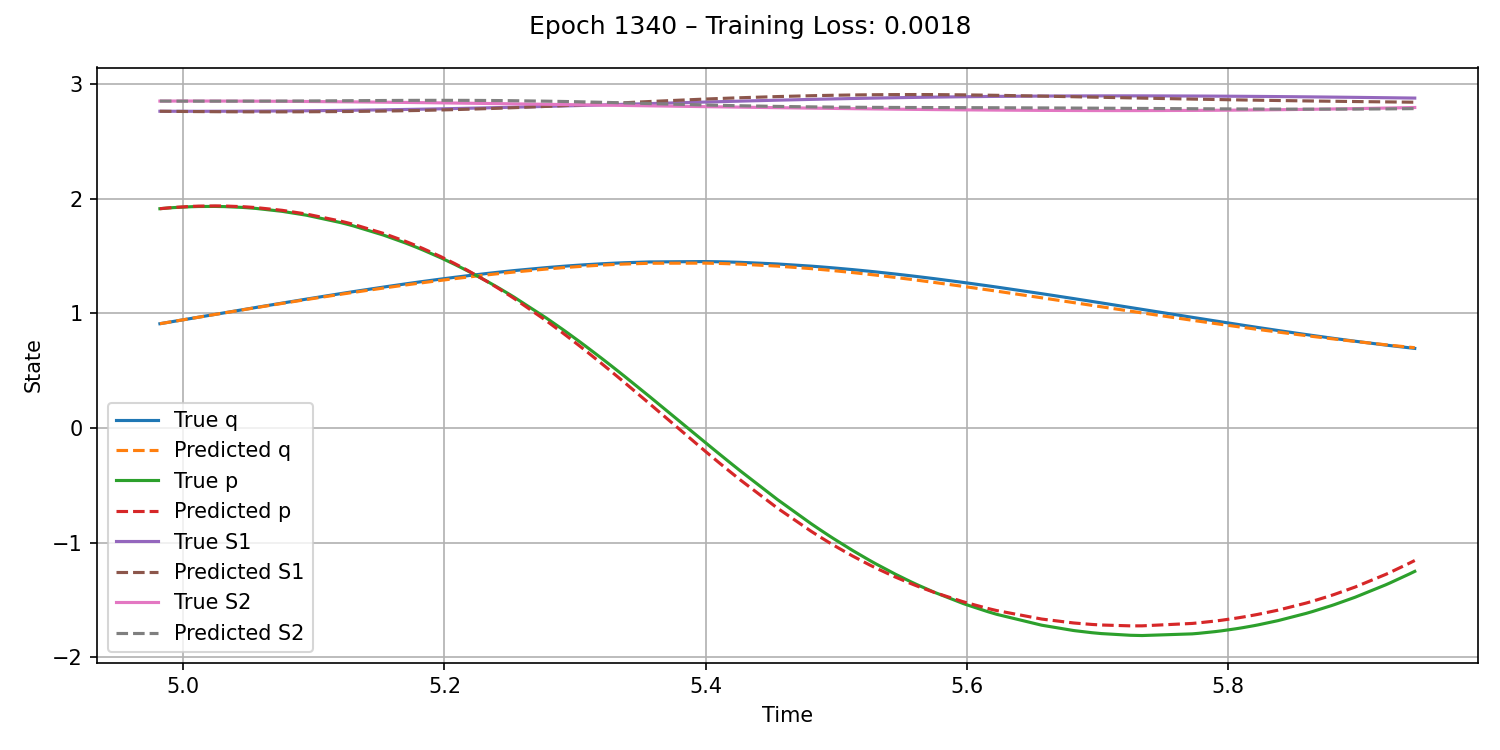 Epoch 1340 – Training Loss: 0.0018
3
2
1
0
−1
−2
State
True q
Predicted q
True p
Predicted p
True S1
Predicted S1
True S2
Predicted S2
5.0 5.2 5.4 5.6 5.8
Time